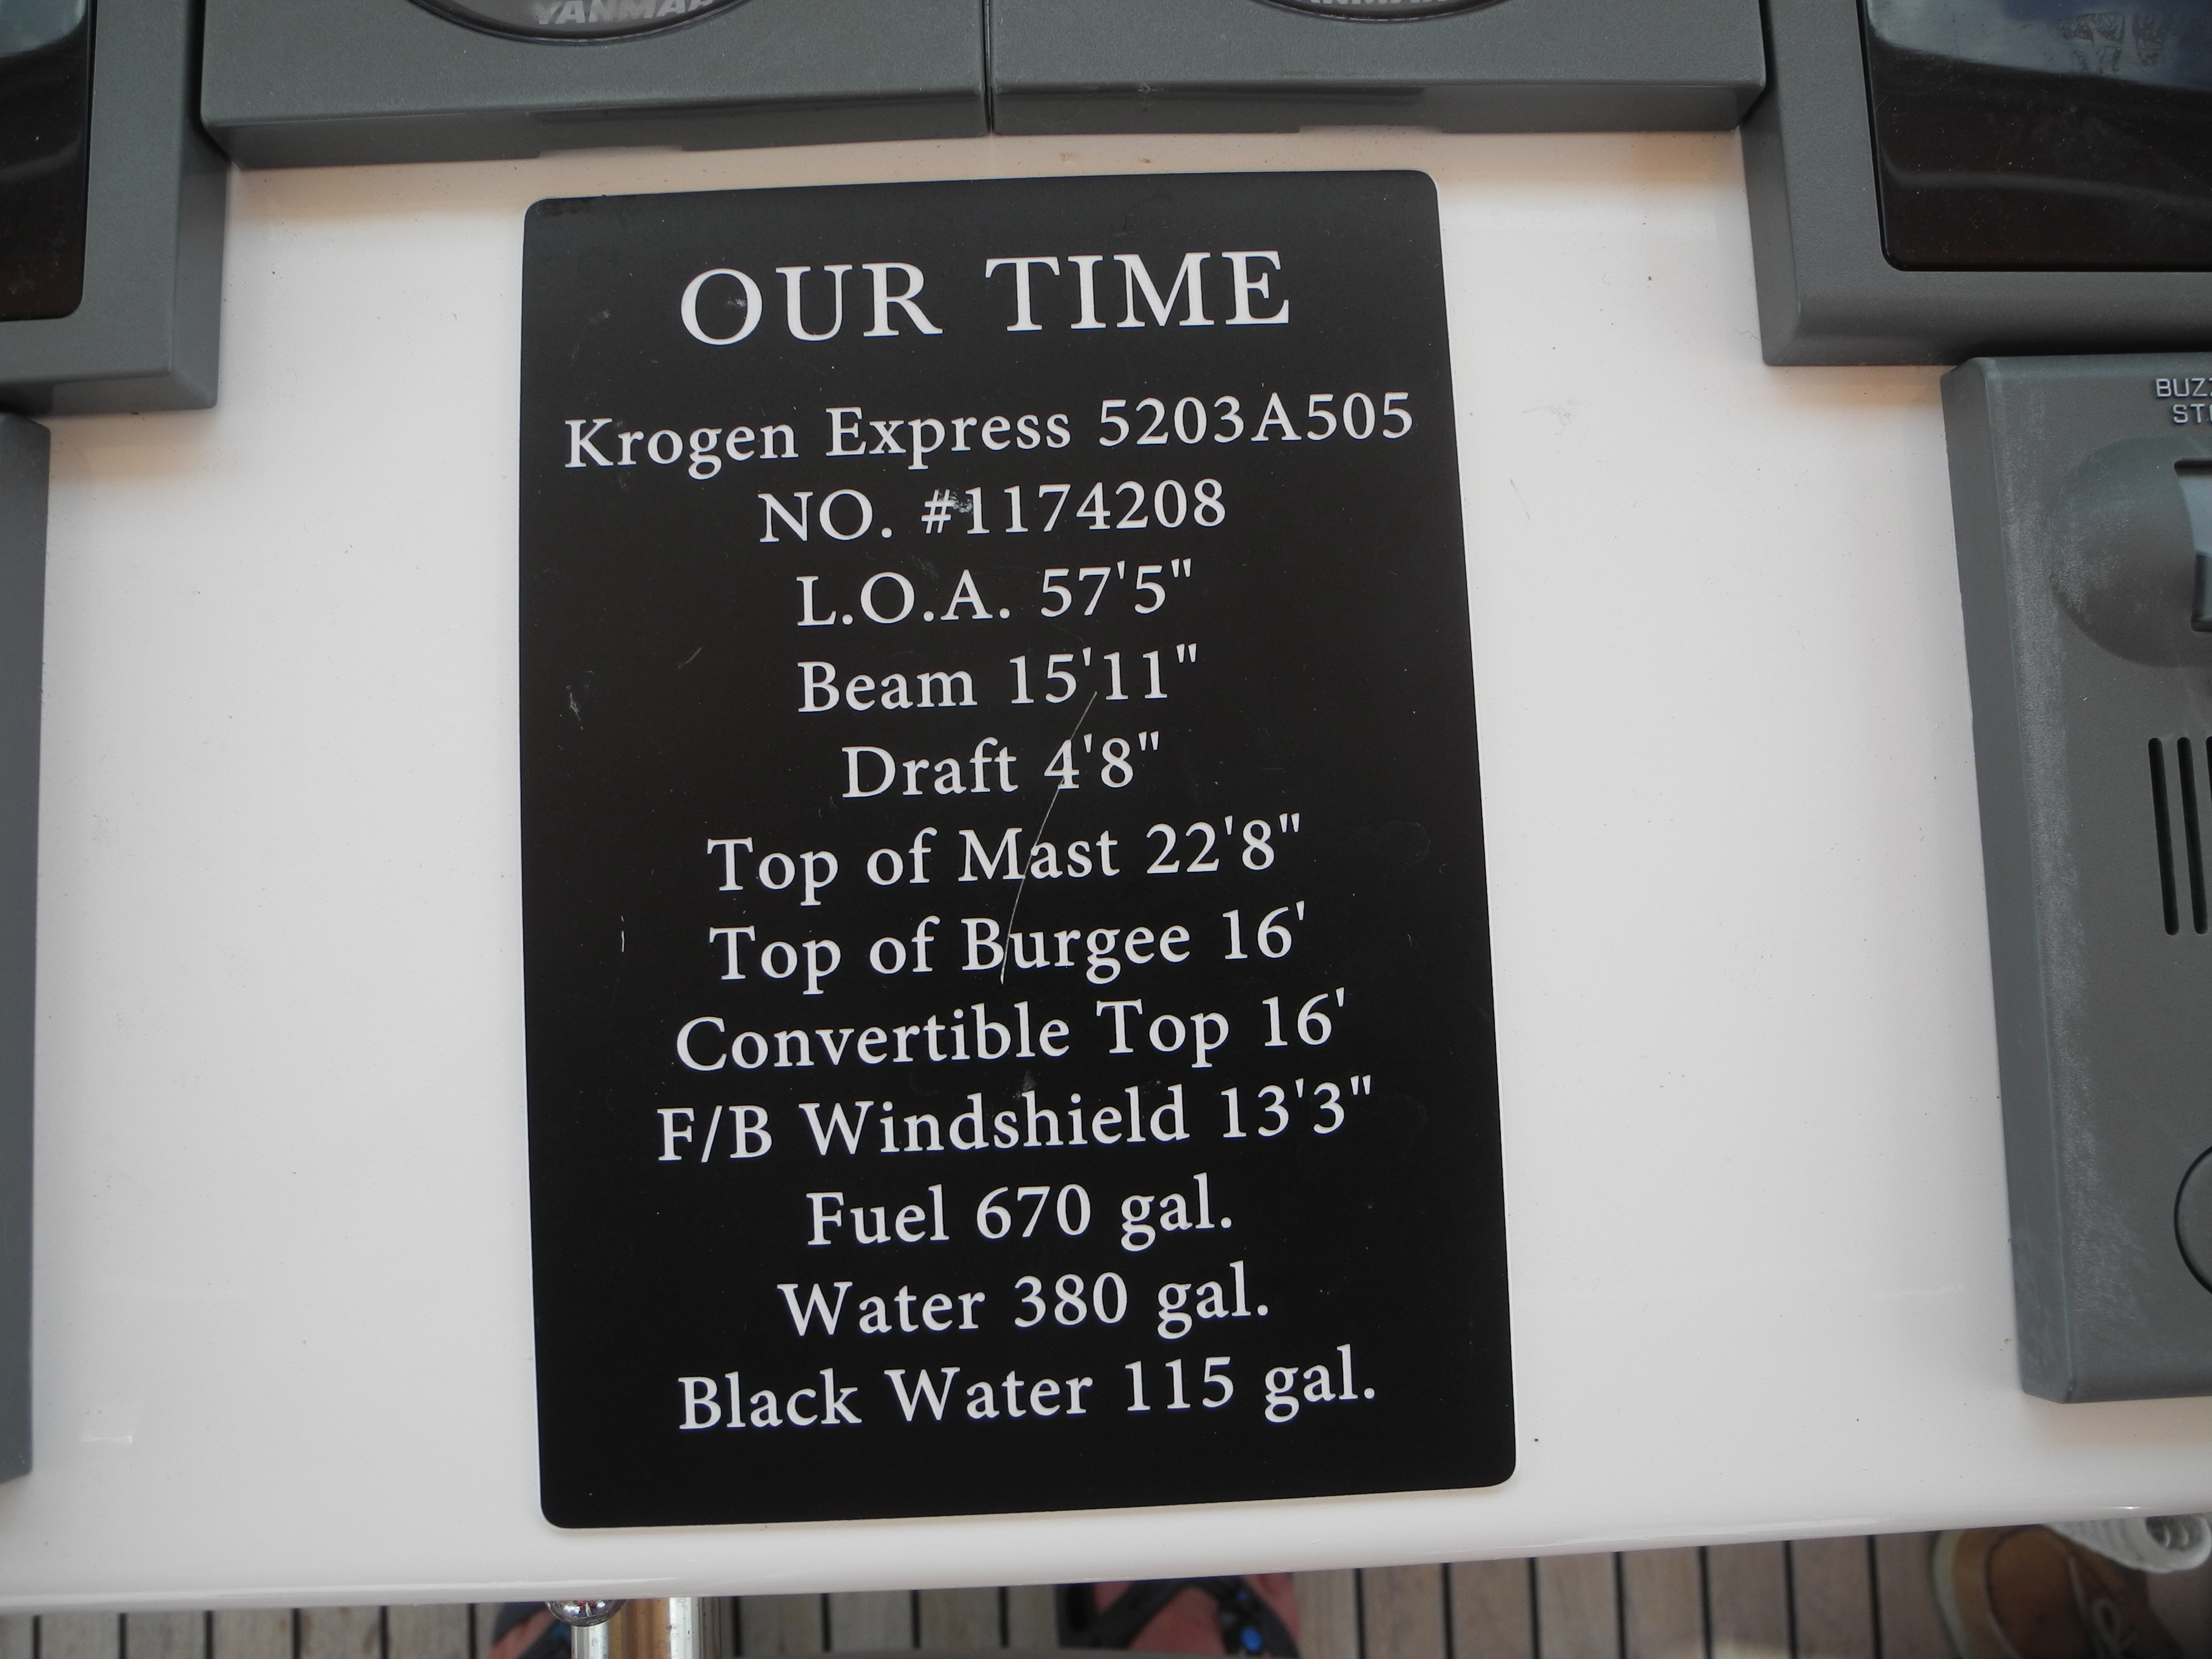 YANMAR
OUR TIME
Krogen Express 5203A505
NO. #1174208
L.O.A. 57'5"
Beam 15'11"
Draft 4'8"
Top of Mast 22'8"
Top of Burgee 16'
Convertible Top 16'
F/B Windshield 13'3"
Fuel 670 gal.
Water 380 gal.
Black Water 115 gal.